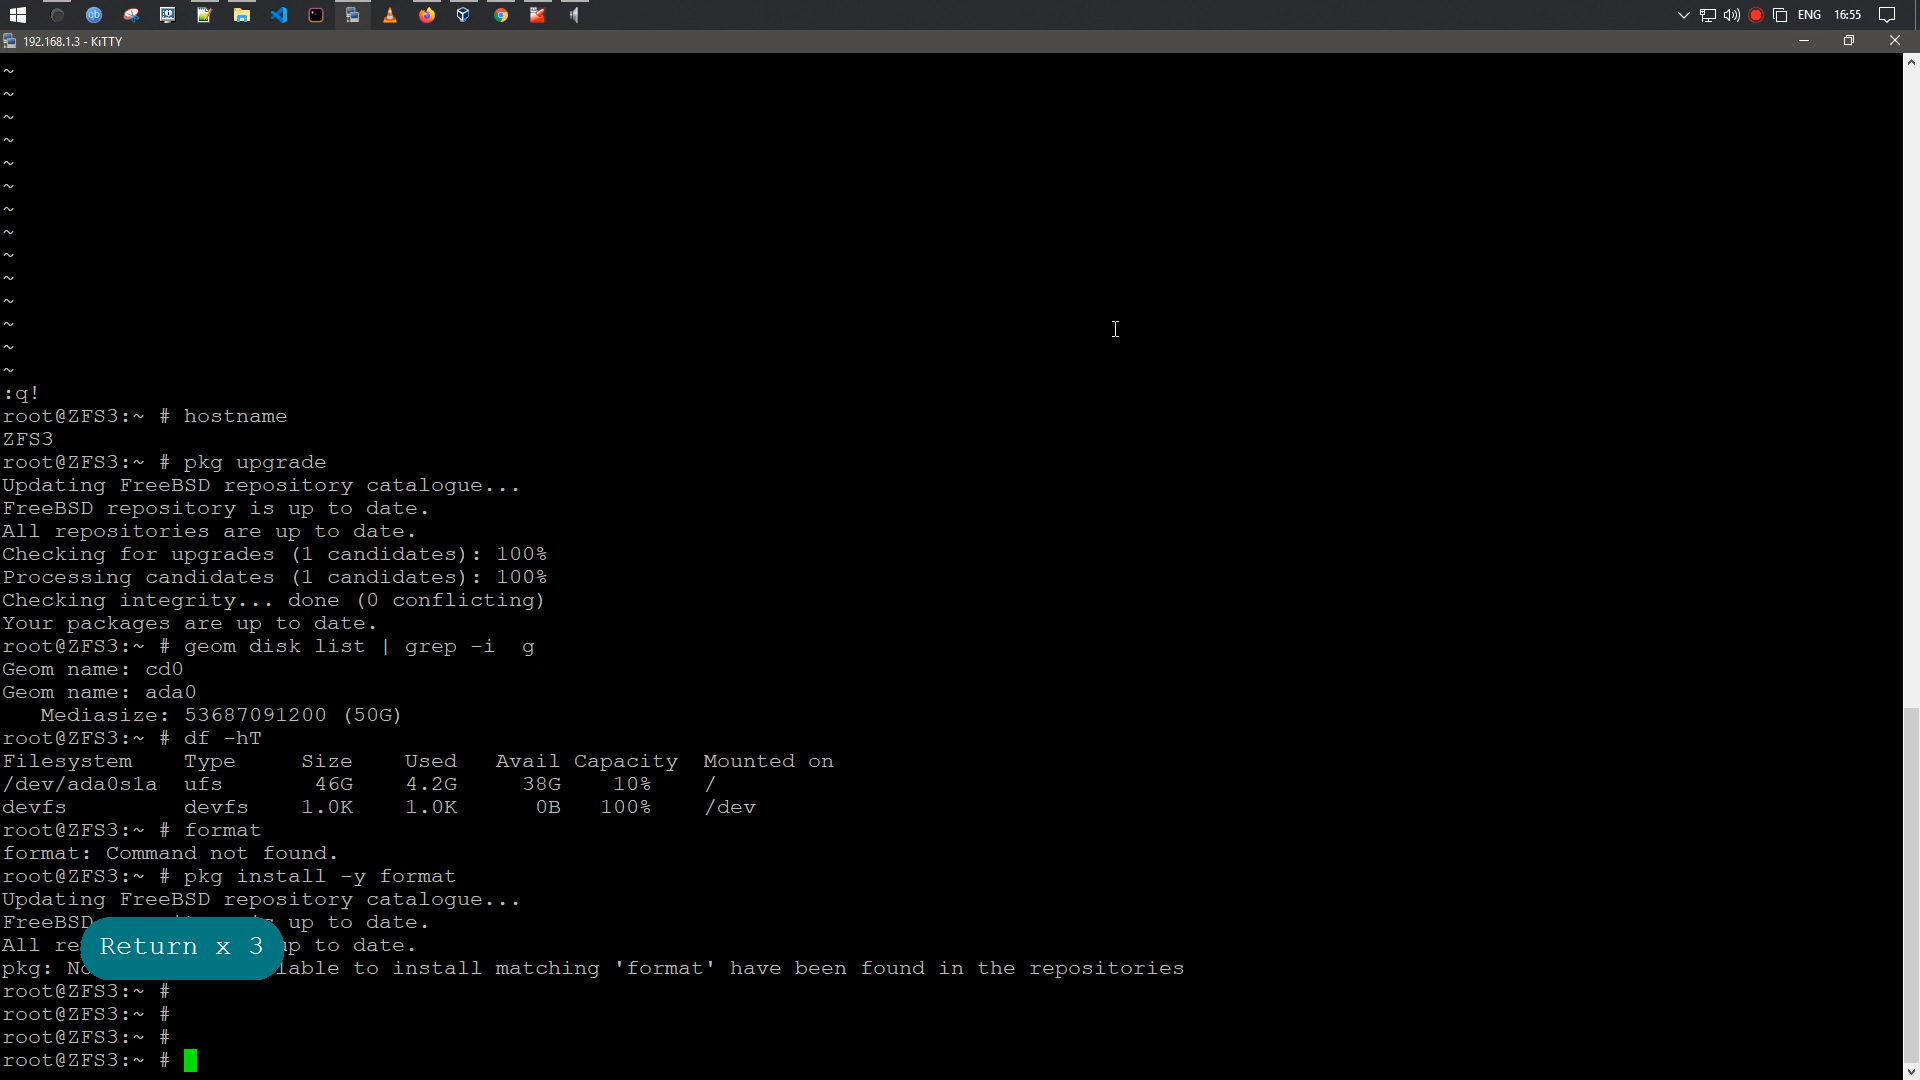 ENG 16:55
192.168.1.3 - KiTTY
~
~
~
~
~
~
~
~
~
~
~
~
~
~
:q!
root@ZFS3:~ # hostname
ZFS3
root@ZFS3:~ # pkg upgrade
Updating FreeBSD repository catalogue...
FreeBSD repository is up to date.
All repositories are up to date.
Checking for upgrades (1 candidates): 100%
Processing candidates (1 candidates): 100%
Checking integrity... done (0 conflicting)
Your packages are up to date.
root@ZFS3:~ # geom disk list | grep -i  g
Geom name: cd0
Geom name: ada0
   Mediasize: 53687091200 (50G)
root@ZFS3:~ # df -hT
Filesystem    Type     Size    Used   Avail Capacity  Mounted on
/dev/ada0s1a  ufs       46G    4.2G     38G    10%    /
devfs         devfs    1.0K    1.0K      0B   100%    /dev
root@ZFS3:~ # format
format: Command not found.
root@ZFS3:~ # pkg install -y format
Updating FreeBSD repository catalogue...
FreeBSD up to date.
All to date.
Return x 3
pkg: to install matching 'format' have been found in the repositories
root@ZFS3:~ #
root@ZFS3:~ #
root@ZFS3:~ #
root@ZFS3:~ #